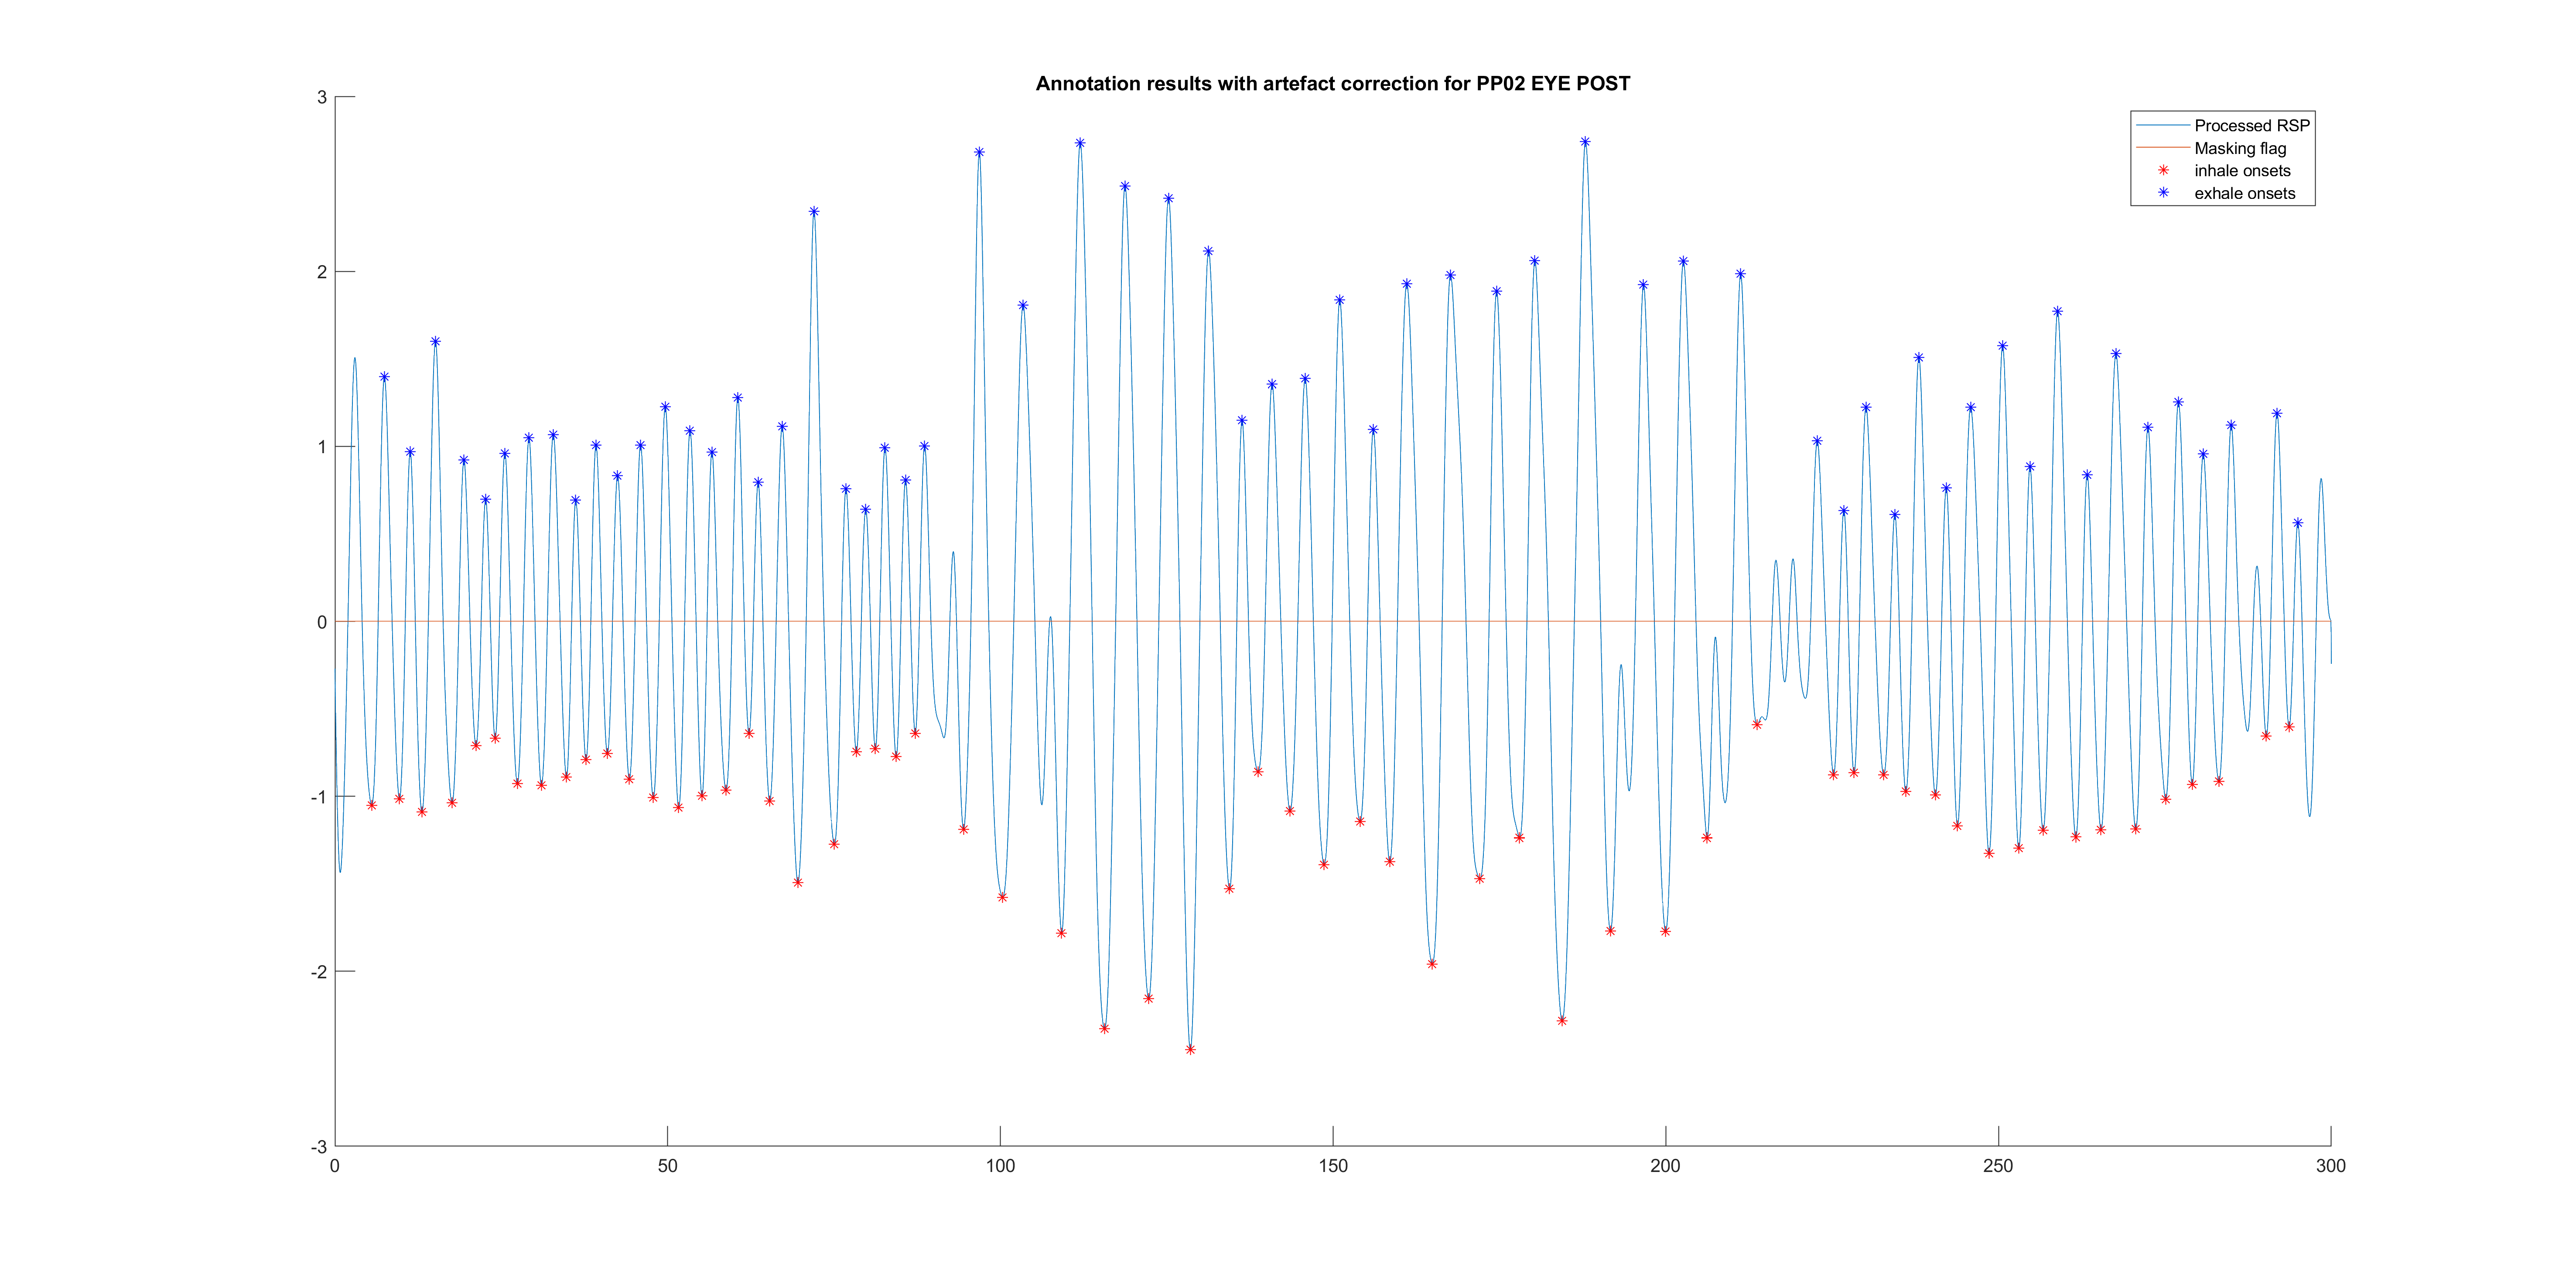 Annotation results with artefact correction for PP02 EYE POST
3
2
1
0
-1
-2
-3
0 50 100 150 200 250 300
Processed RSP
Masking flag
inhale onsets
exhale onsets